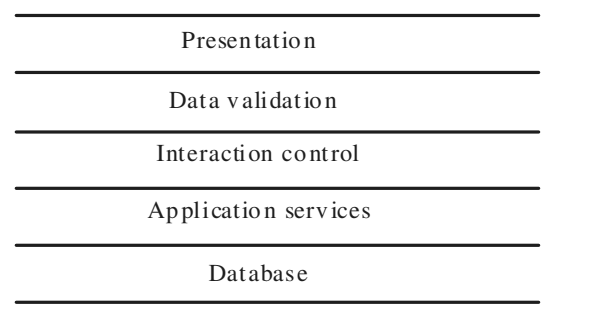 Presentation
Data validation
Interaction control
Application services
Database